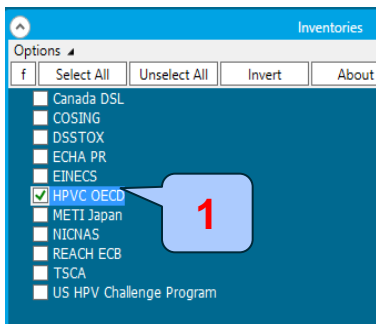 Inventories
Options
f Select All Unselect All Invert About
Canada DSL
COSING
DSSTOX
ECHA PR
EINECS
HPVC OECD
METI Japan
1
NICNAS
REACH ECB
TSCA
US HPV Challenge Program